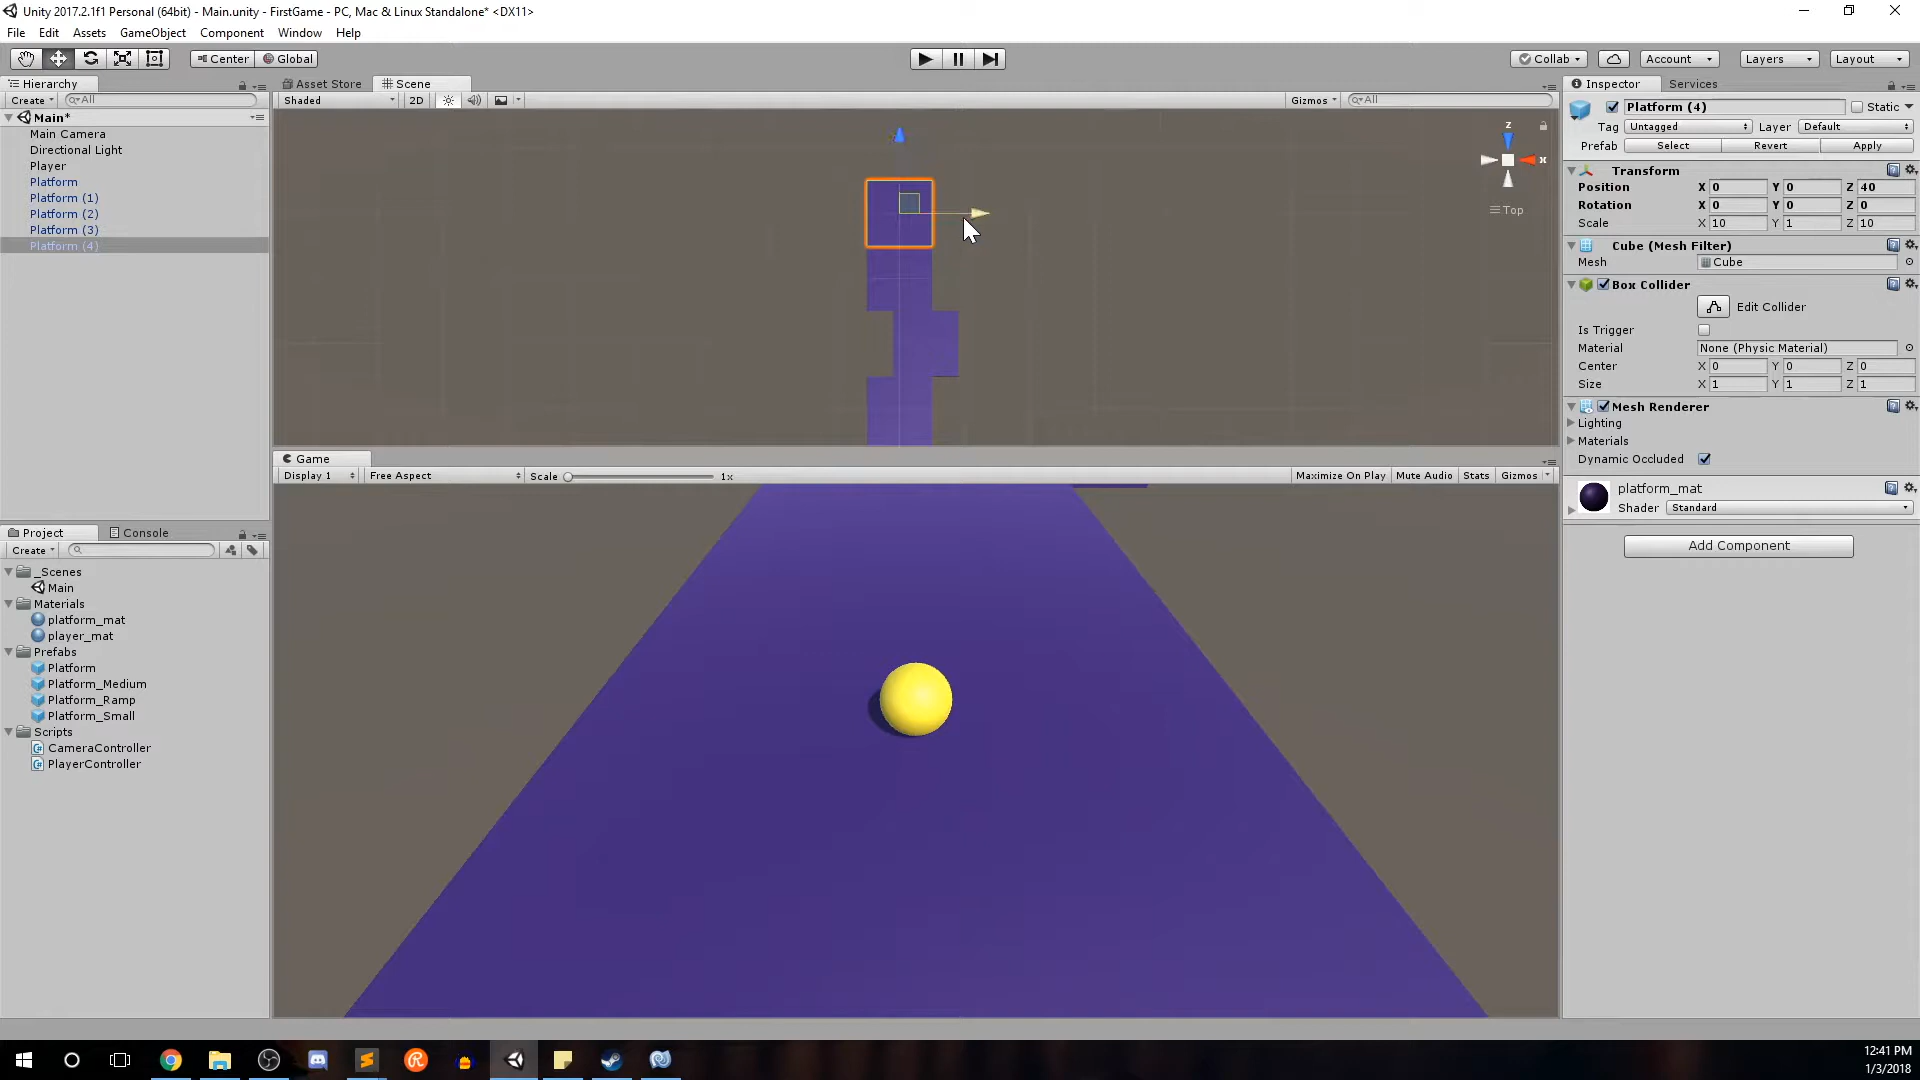 Unity 2017.2.1f1 Personal (64bit) - Main.unity - FirstGame - PC, Mac & Linux Standalone* <DX11>
File Edit Assets GameObject Component Window Help
Center Global Collab Account Layers Layout
Hierarchy
Create All
Main*
Main Camera
Directional Light
Player
Platform
Platform (1)
Platform (2)
Platform (3)
Platform (4)
Asset Store Scene
Shaded 2D Gizmos All
z
x
Top
Game
Display 1 Free Aspect Scale 1x Maximize On Play Mute Audio Stats Gizmos
Project Console
Create
_Scenes
Main
Materials
platform_mat
player_mat
Prefabs
Platform
Platform_Medium
Platform_Ramp
Platform_Small
Scripts
CameraController
PlayerController
Inspector Services
Platform (4) Static
Tag Untagged Layer Default
Prefab Select Revert Apply
Transform
Position X 0 Y 0 Z 40
Rotation X 0 Y 0 Z 0
Scale X 10 Y 1 Z 10
Cube (Mesh Filter)
Mesh Cube
Box Collider
Edit Collider
Is Trigger
Material None (Physic Material)
Center X 0 Y 0 Z 0
Size X 1 Y 1 Z 1
Mesh Renderer
Lighting
Materials
Dynamic Occluded
platform_mat
Shader Standard
Add Component
12:41 PM
1/3/2018